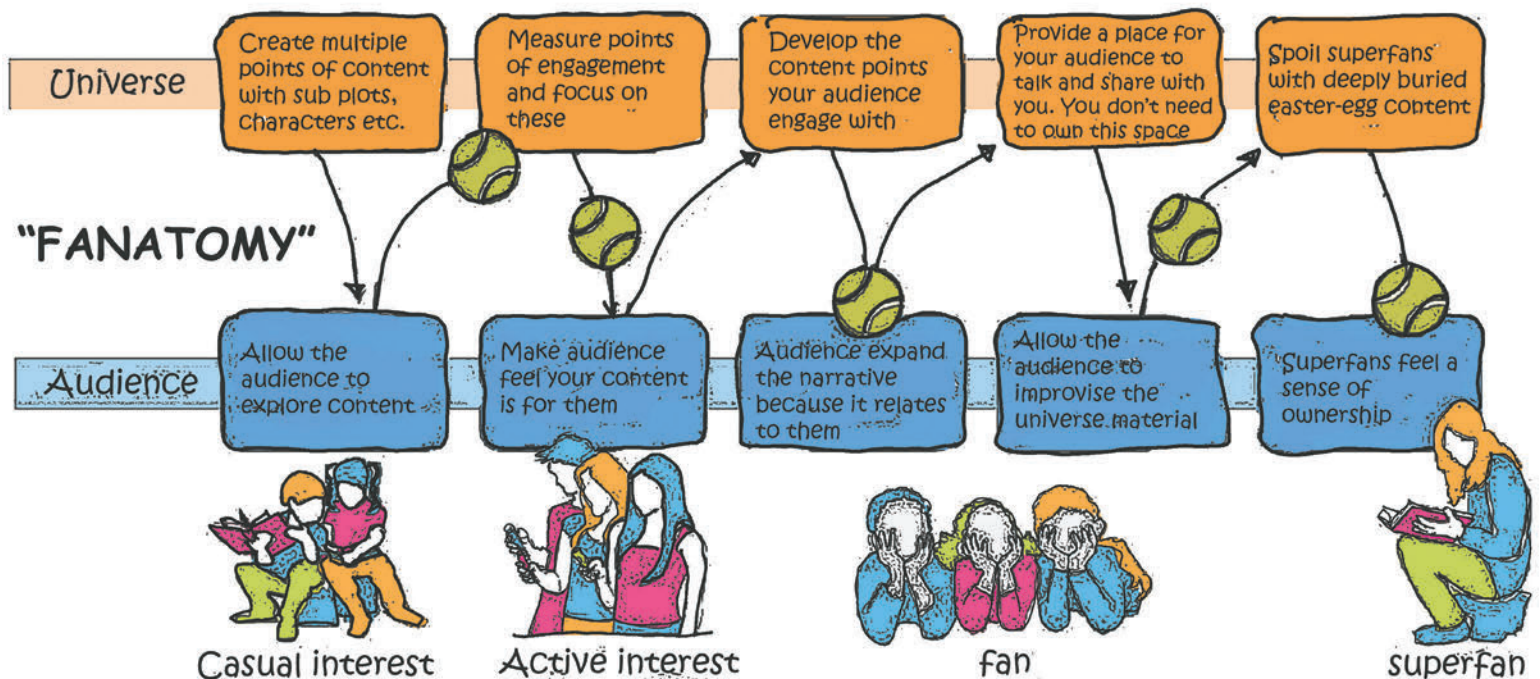 Universe
Create multiple
points of content
with sub plots,
characters etc.
Measure points
of engagement
and focus on
these
Develop the
content points
your audience
engage with
Provide a place for
your audience to
talk and share with
you. You don't need
to own this space
Spoil superfans
with deeply buried
easter-egg content
"FANATOMY"
Audience
Allow the
audience to
explore content
Make audience
feel your content
is for them
Audience expand
the narrative
because it relates
to them
Allow the
audience to
improvise the
universe material
Superfans feel a
sense of
ownership
Casual interest
Active interest
fan
superfan